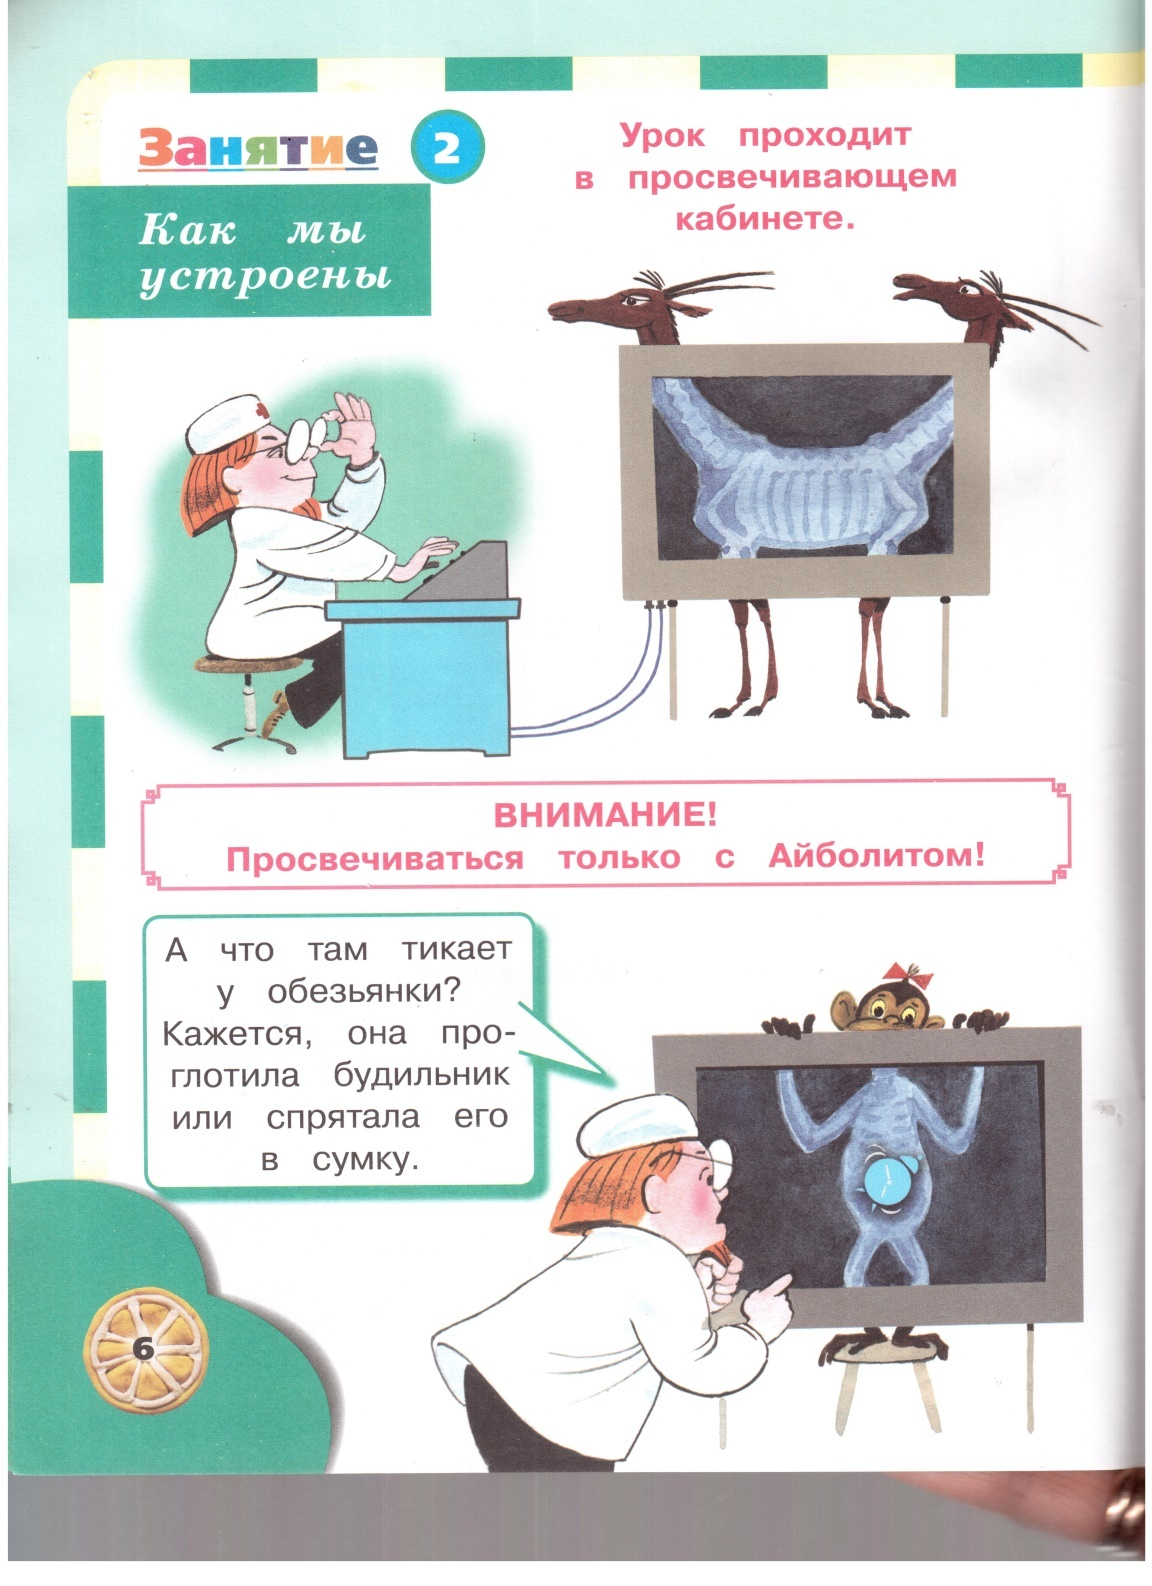 Занятие 2
Как мы
устроены
Урок проходит
в просвечивающем
кабинете.
ВНИМАНИЕ!
Просвечиваться только с Айболитом!
А что там тикает
у обезьянки?
Кажется, она про-
глотила будильник
или спрятала его
в сумку.
6